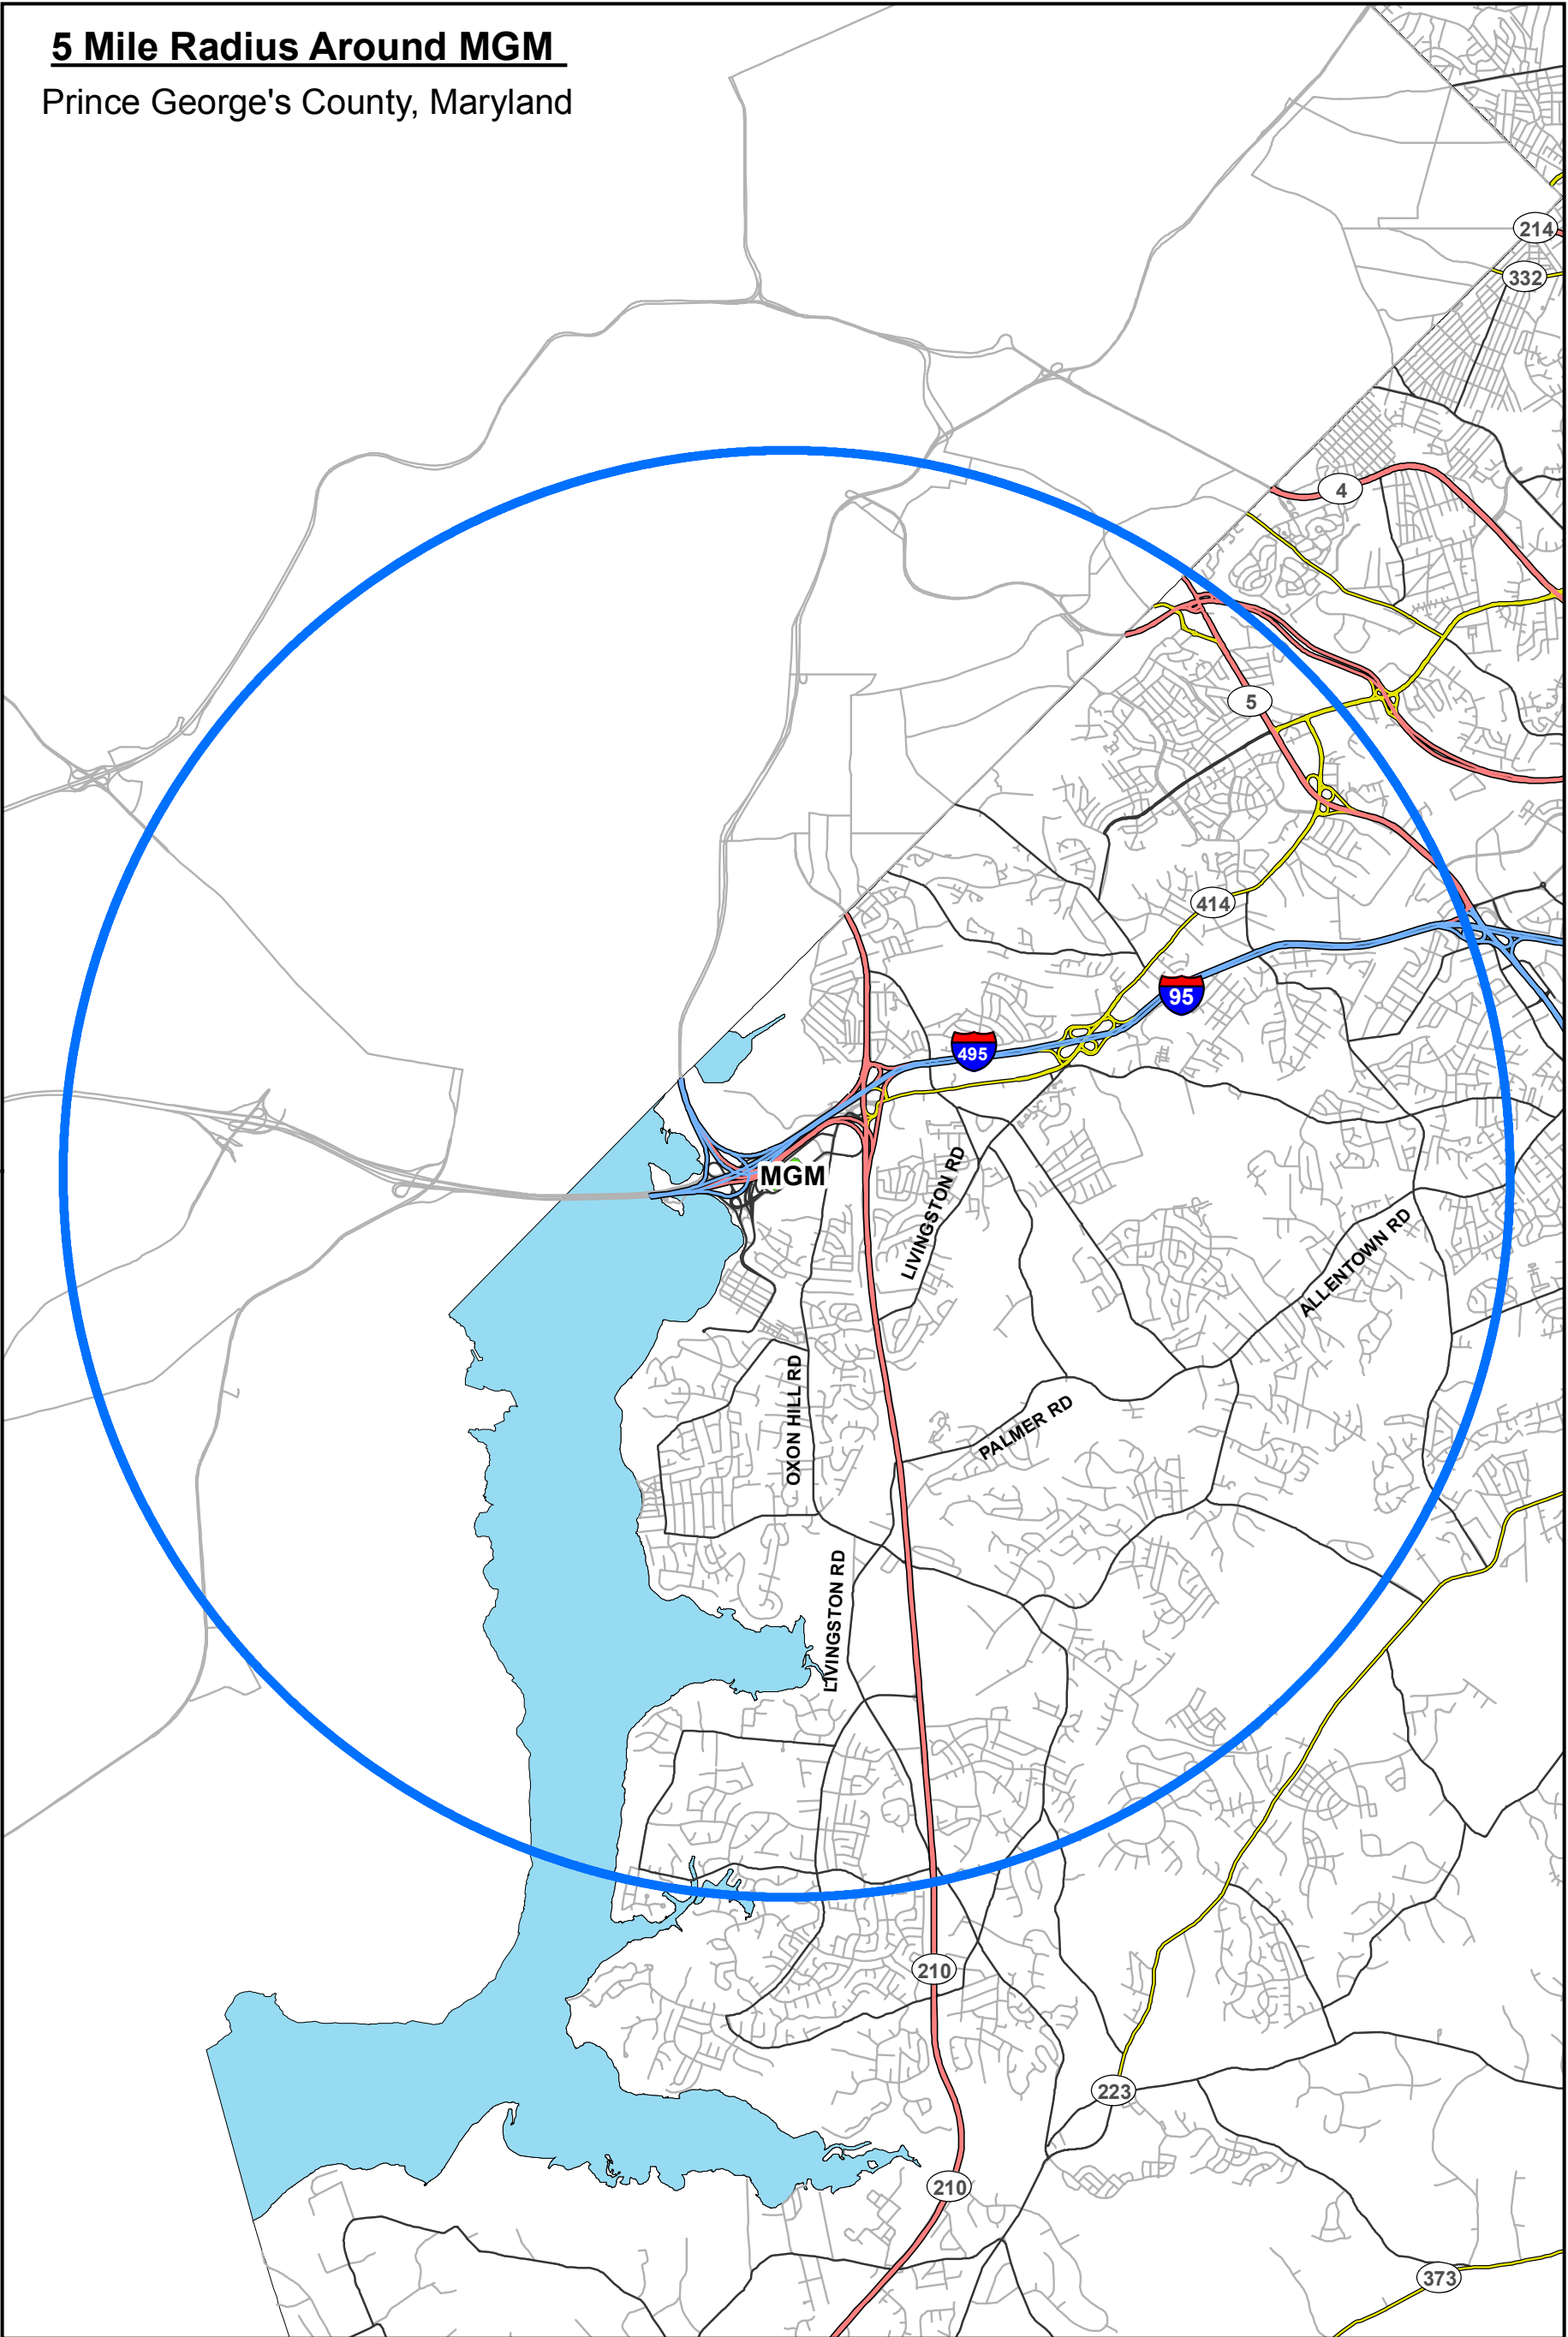 5 Mile Radius Around MGM
Prince George's County, Maryland
214
332
4
5
414
95
495
MGM
LIVINGSTON RD
ALLENTOWN RD
OXON HILL RD
PALMER RD
LIVINGSTON RD
210
223
210
373